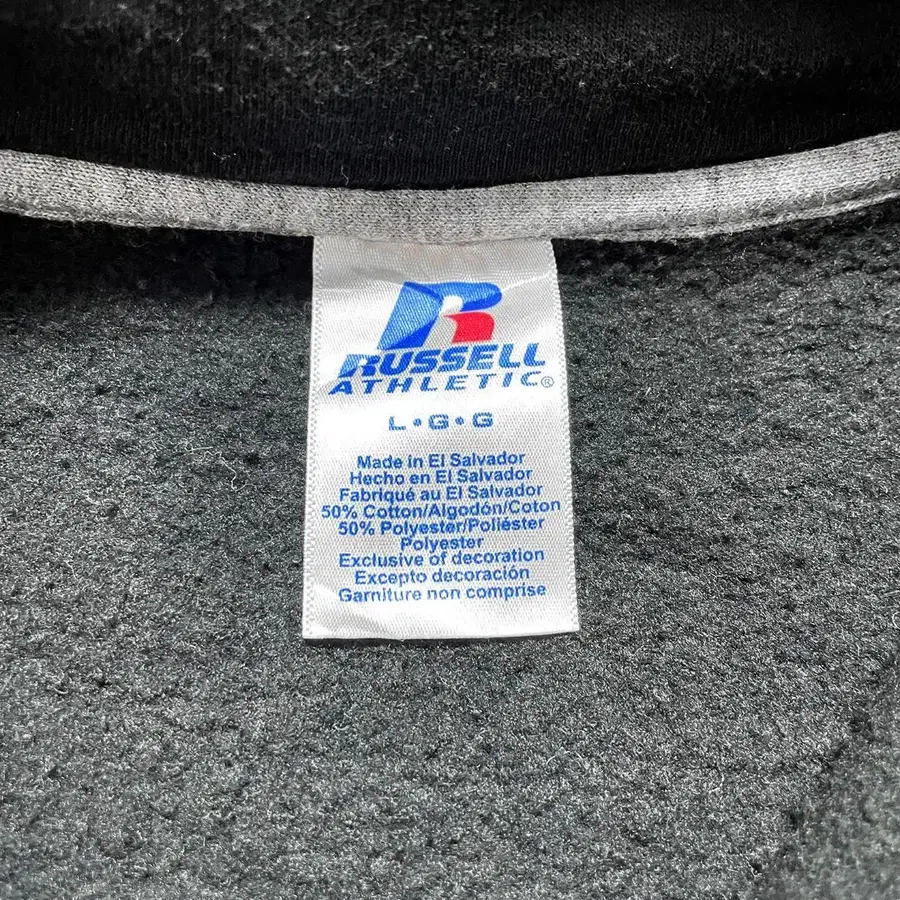 RUSSELL
ATHLETIC®
L•G•G
Made in El Salvador
Hecho en El Salvador
Fabriqué au El Salvador
50% Cotton/Algodón/Coton
50% Polyester/Poliéster
Polyester
Exclusive of decoration
Excepto decoración
Garniture non comprise